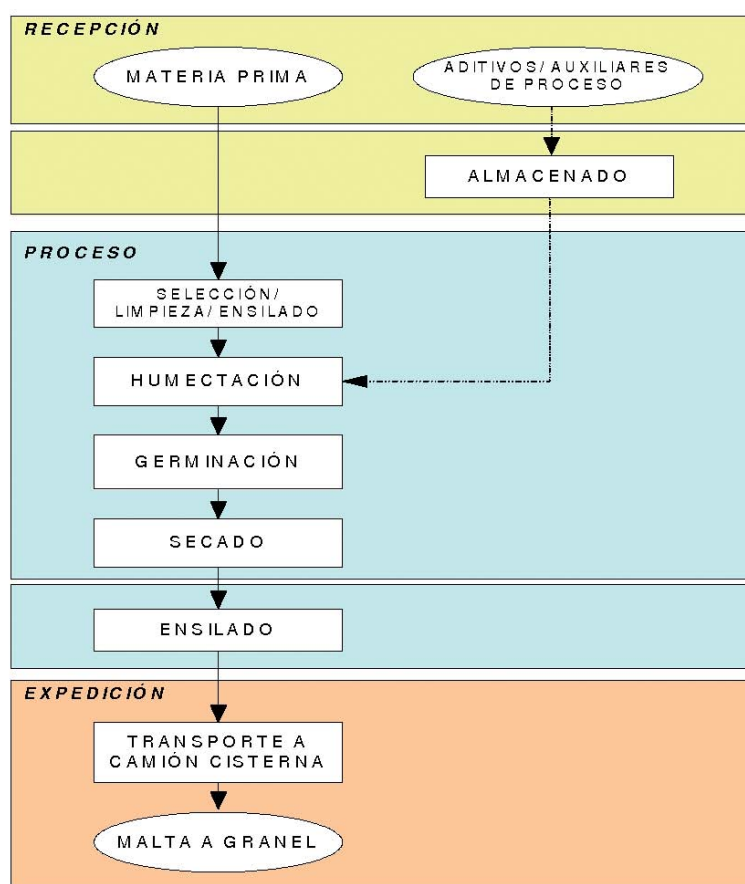 RECEPCIÓN
MATERIA PRIMA
ADITIVOS/AUXILIARES
DE PROCESO
ALMACENADO
PROCESO
SELECCIÓN/
LIMPIEZA/ENSILADO
HUMECTACIÓN
GERMINACIÓN
SECADO
ENSILADO
EXPEDICIÓN
TRANSPORTE A
CAMIÓN CISTERNA
MALTA A GRANEL